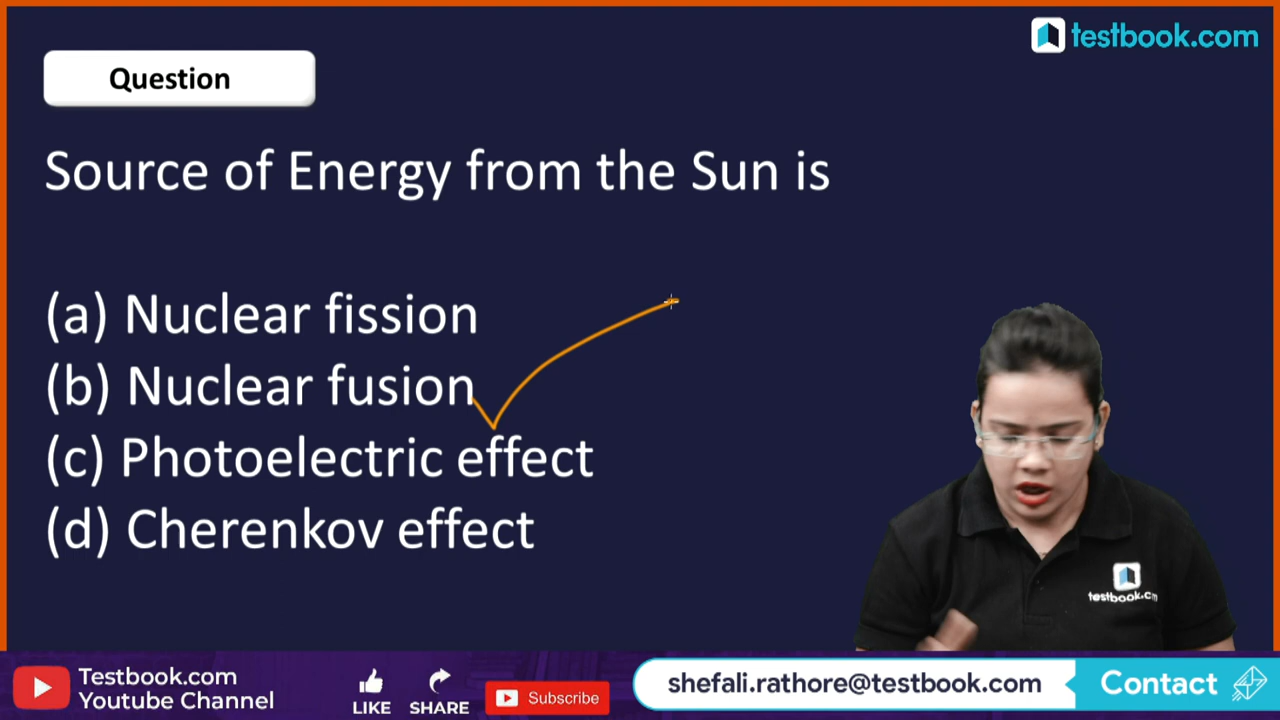 testbook.com
Question
Source of Energy from the Sun is
(a) Nuclear fission
(b) Nuclear fusion
(c) Photoelectric effect
(d) Cherenkov effect
testbook.c
Testbook.com
Youtube Channel
LIKE
SHARE
Subscribe
shefali.rathore@testbook.com
Contact